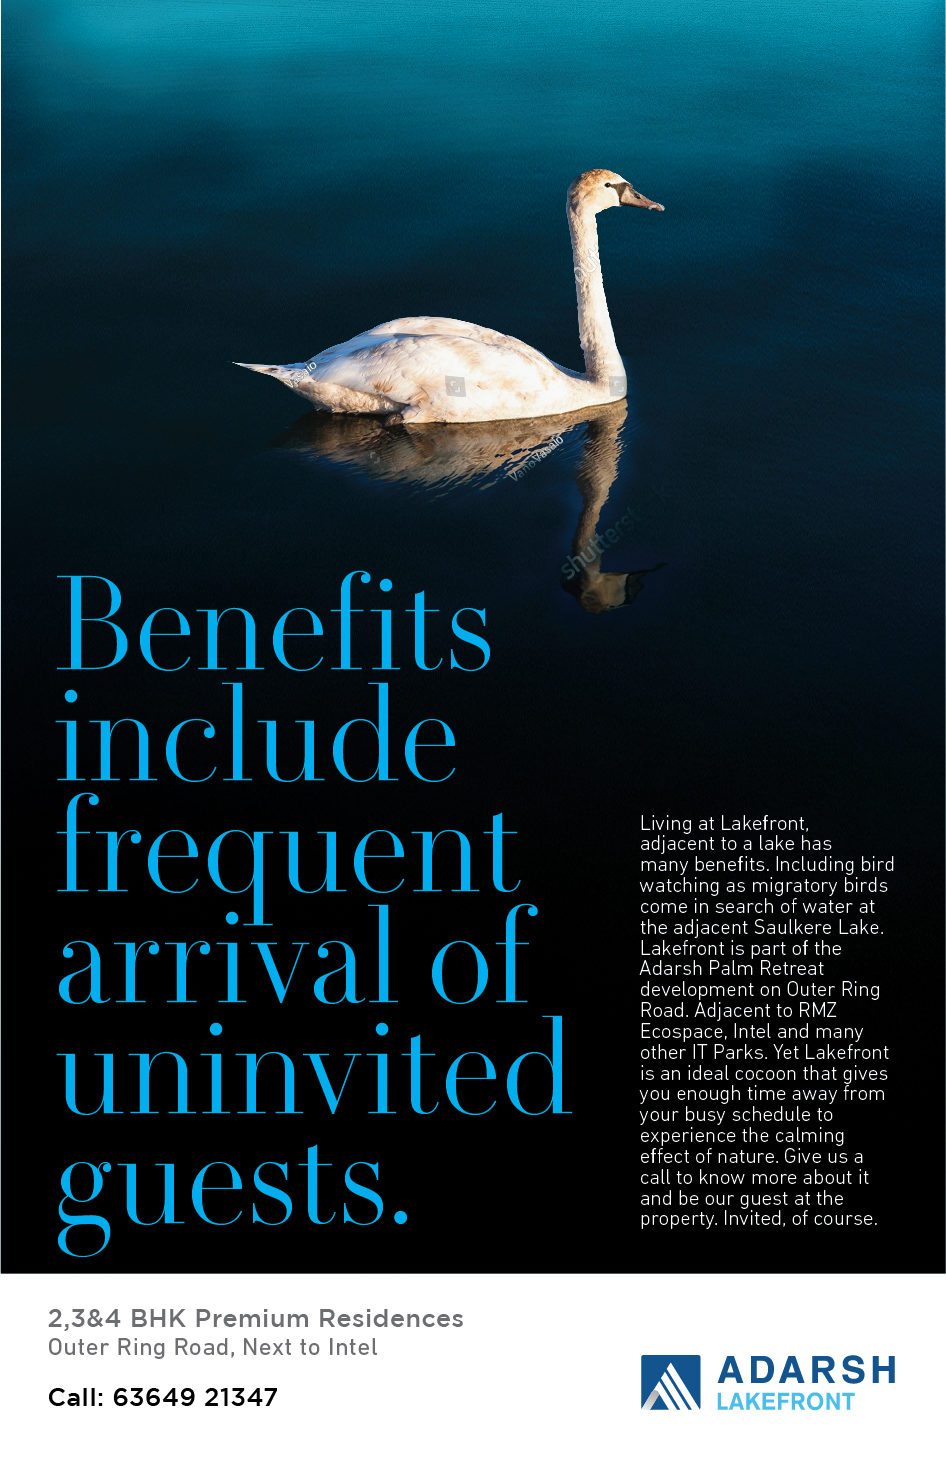 Vasalo
VanoVasalo
shutterst
Benefits
include
frequent
arrival of
uninvited
guests.
Living at Lakefront,
adjacent to a lake has
many benefits. Including bird
watching as migratory birds
come in search of water at
the adjacent Saulkere Lake.
Lakefront is part of the
Adarsh Palm Retreat
development on Outer Ring
Road. Adjacent to RMZ
Ecospace, Intel and many
other IT Parks. Yet Lakefront
is an ideal cocoon that gives
you enough time away from
your busy schedule to
experience the calming
effect of nature. Give us a
call to know more about it
and be our guest at the
property. Invited, of course.
2,3&4 BHK Premium Residences
Outer Ring Road, Next to Intel
Call: 63649 21347
ADARSH
LAKEFRONT